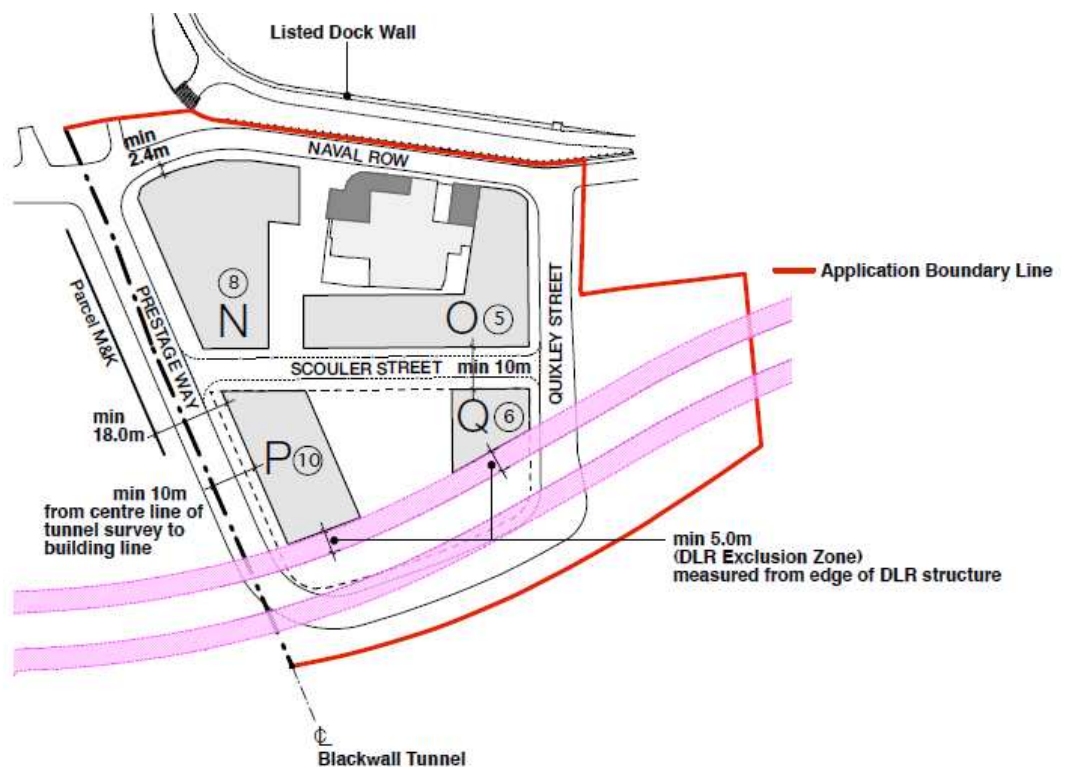 Listed Dock Wall
min
2.4m
NAVAL ROW
Application Boundary Line
8
N
O 5
QUIXLEY STREET
Parcel M&K
PRESTAGE WAY
SCOULER STREET min 10m
min
18.0m
Q 6
P 10
min 10m
from centre line of
tunnel survey to
building line
min 5.0m
(DLR Exclusion Zone)
measured from edge of DLR structure
℄
Blackwall Tunnel